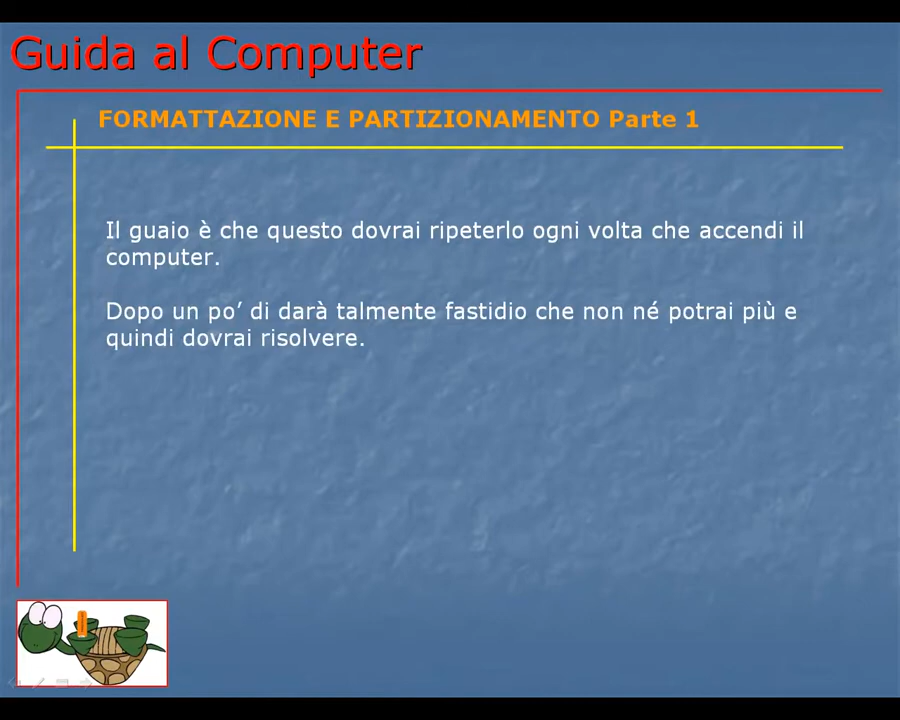 Guida al Computer
FORMATTAZIONE E PARTIZIONAMENTO Parte 1
Il guaio è che questo dovrai ripeterlo ogni volta che accendi il
computer.
Dopo un po’ di darà talmente fastidio che non né potrai più e
quindi dovrai risolvere.